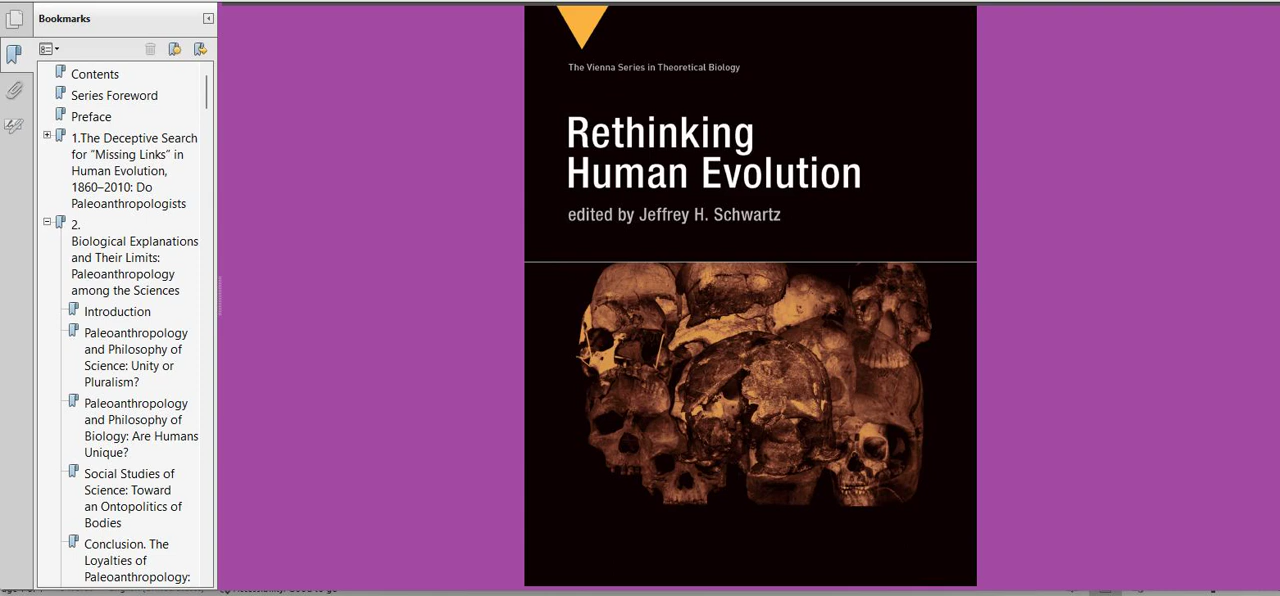 Bookmarks
Contents
Series Foreword
Preface
1.The Deceptive Search
for “Missing Links” in
Human Evolution,
1860–2010: Do
Paleoanthropologists
2.
Biological Explanations
and Their Limits:
Paleoanthropology
among the Sciences
Introduction
Paleoanthropology
and Philosophy of
Science: Unity or
Pluralism?
Paleoanthropology
and Philosophy of
Biology: Are Humans
Unique?
Social Studies of
Science: Toward
an Ontopolitics of
Bodies
Conclusion. The
Loyalties of
Paleoanthropology:
The Vienna Series in Theoretical Biology
Rethinking
Human Evolution
edited by Jeffrey H. Schwartz